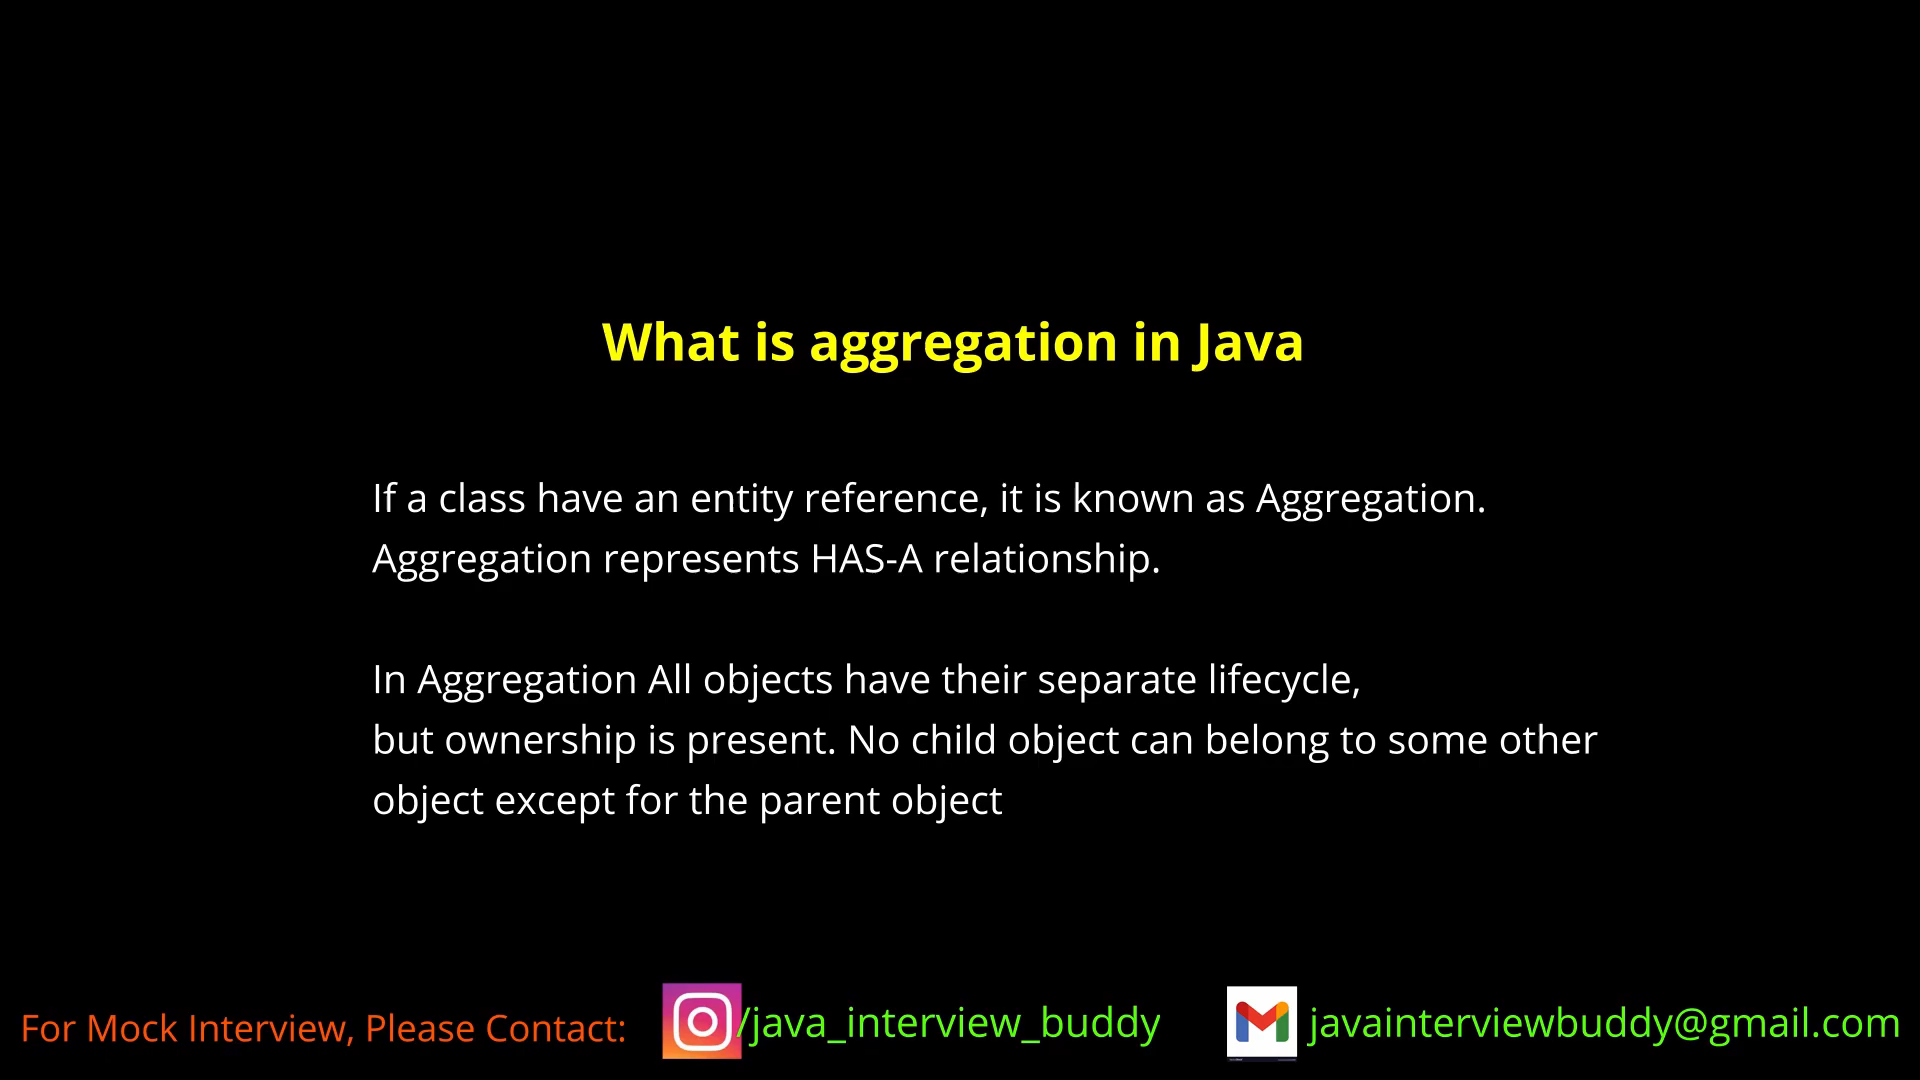 What is aggregation in Java
If a class have an entity reference, it is known as Aggregation.
Aggregation represents HAS-A relationship.
In Aggregation All objects have their separate lifecycle,
but ownership is present. No child object can belong to some other
object except for the parent object
For Mock Interview, Please Contact: /java_interview_buddy javainterviewbuddy@gmail.com